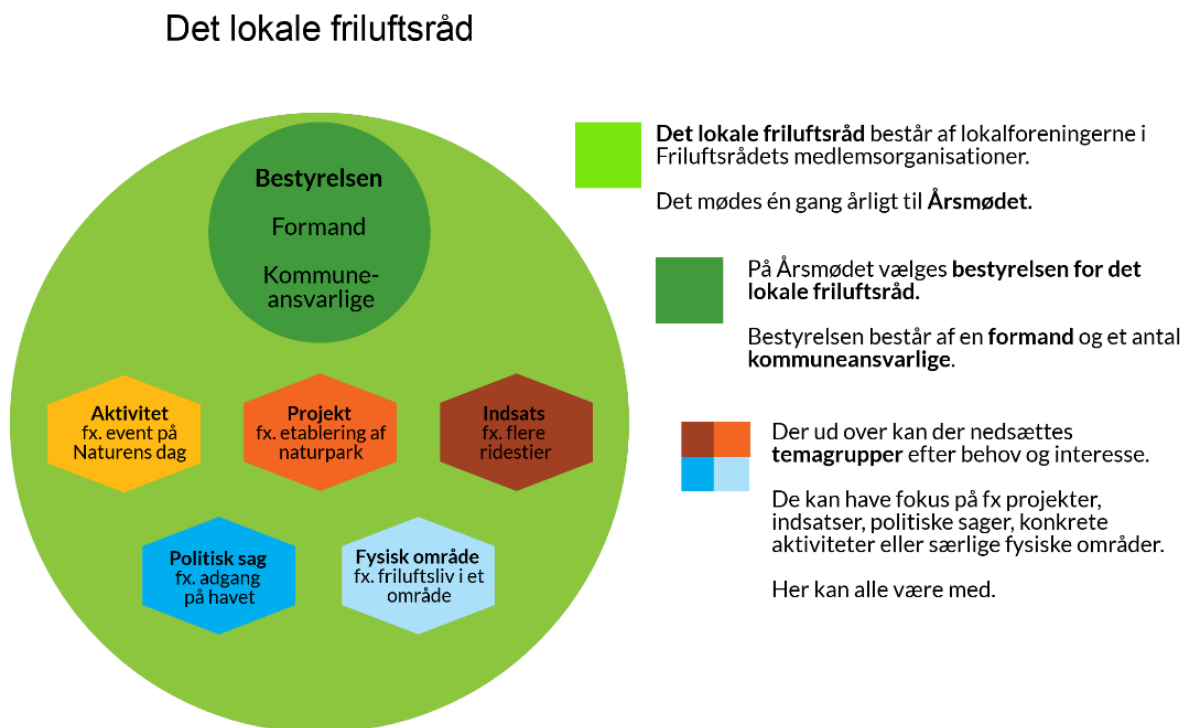 Det lokale friluftsråd
Bestyrelsen
Formand
Kommune-
ansvarlige
Aktivitet
fx. event på
Naturens dag
Projekt
fx. etablering af
naturpark
Indsats
fx. flere
ridestier
Politisk sag
fx. adgang
på havet
Fysisk område
fx. friluftsliv i et
område
Det lokale friluftsråd består af lokalforeningerne i
Friluftsrådets medlemsorganisationer.
Det mødes én gang årligt til Årsmødet.
På Årsmødet vælges bestyrelsen for det
lokale friluftsråd.
Bestyrelsen består af en formand og et antal
kommuneansvarlige.
Der ud over kan der nedsættes
temagrupper efter behov og interesse.
De kan have fokus på fx projekter,
indsatser, politiske sager, konkrete
aktiviteter eller særlige fysiske områder.
Her kan alle være med.